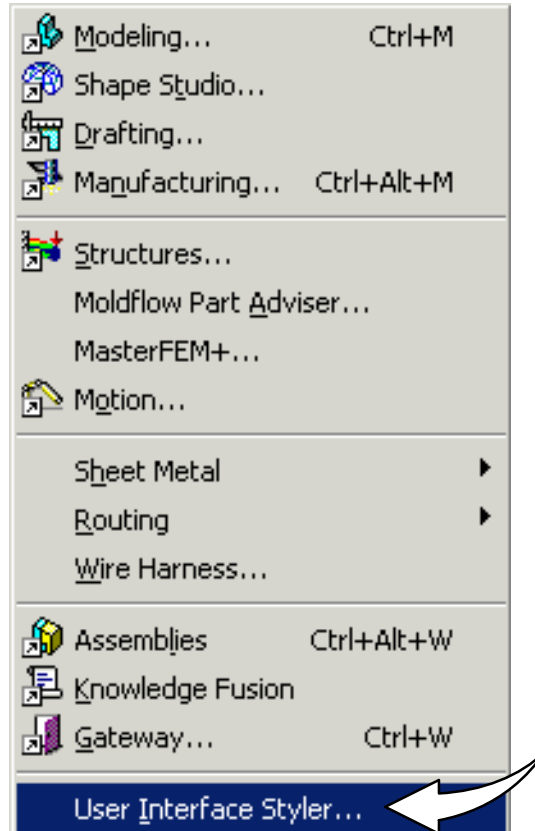 Modeling... Ctrl+M
Shape Studio...
Drafting...
Manufacturing... Ctrl+Alt+M
Structures...
Moldflow Part Adviser...
MasterFEM+...
Motion...
Sheet Metal
Routing
Wire Harness...
Assemblies Ctrl+Alt+W
Knowledge Fusion
Gateway... Ctrl+W
User Interface Styler...